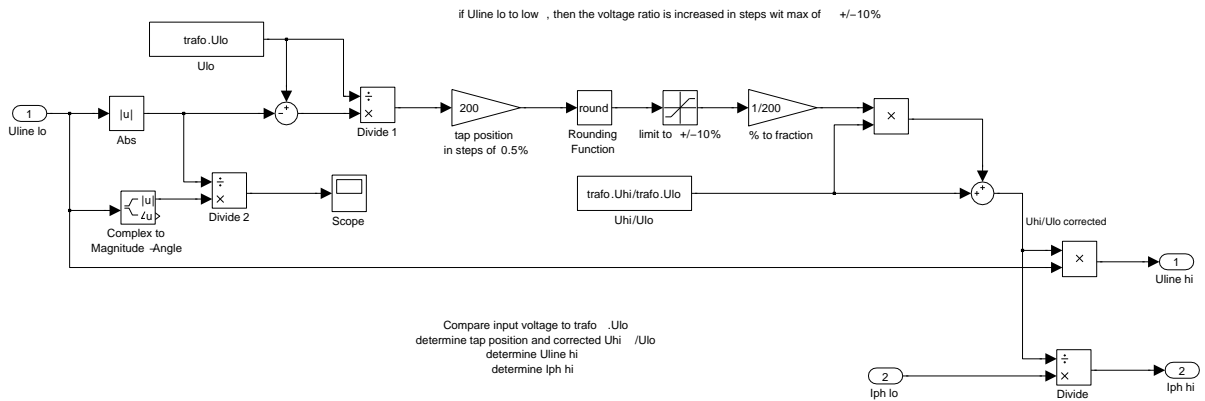 if Uline lo to low , then the voltage ratio is increased in steps wit max of +/−10%
trafo.Ulo
Ulo
1
Uline lo
|u|
Abs
+
−
÷
×
Divide 1
200
tap position
in steps of 0.5%
round
Rounding
Function
limit to +/−10%
1/200
% to fraction
×
|u|
∠u
Complex to
Magnitude -Angle
÷
×
Divide 2
Scope
trafo.Uhi/trafo.Ulo
Uhi/Ulo
+
+
Uhi/Ulo corrected
×
1
Uline hi
Compare input voltage to trafo .Ulo
determine tap position and corrected Uhi /Ulo
determine Uline hi
determine Iph hi
2
Iph lo
÷
×
Divide
2
Iph hi